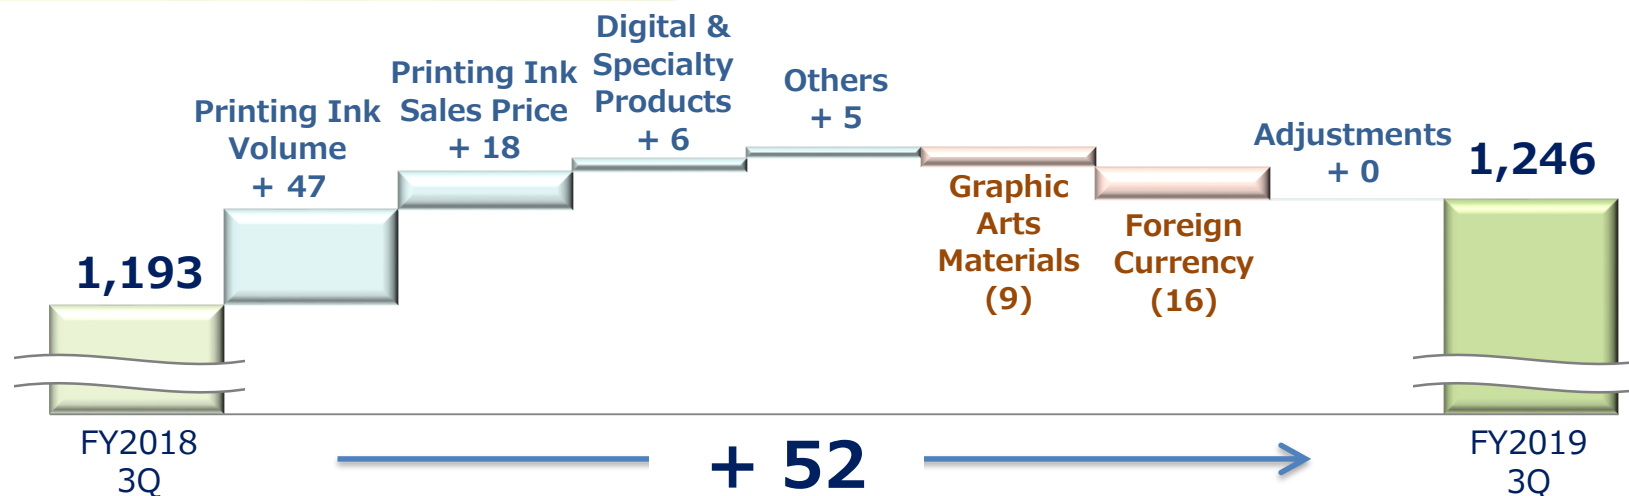 1,193
FY2018
3Q
Printing Ink
Volume
+ 47
Printing Ink
Sales Price
+ 18
Digital &
Specialty
Products
+ 6
Others
+ 5
Graphic
Arts
Materials
(9)
Foreign
Currency
(16)
Adjustments
+ 0
1,246
FY2019
3Q
+ 52